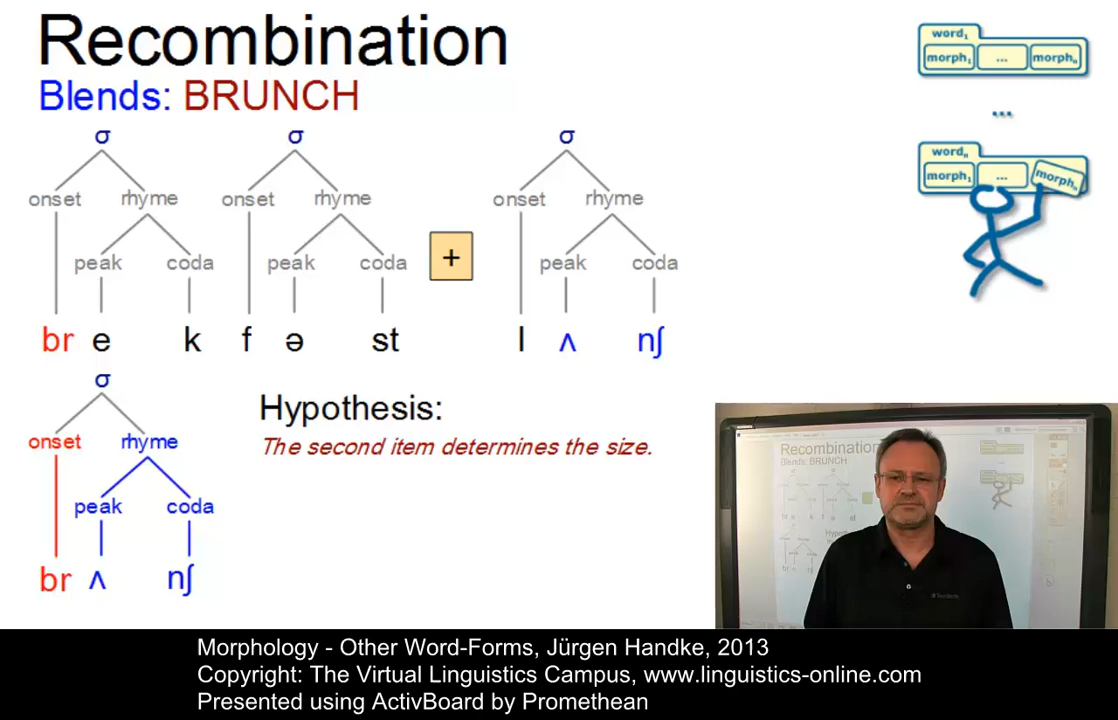 Recombination
Blends: BRUNCH
word₁
morph₁ ... morphₙ
...
wordₙ
morph₁ ... morphₙ
σ σ σ
onset rhyme onset rhyme onset rhyme
peak coda peak coda + peak coda
br e k f ə st l ʌ nʃ
σ
onset rhyme
peak coda
br ʌ nʃ
Hypothesis:
The second item determines the size.
Recombination
Blends: BRUNCH
Morphology - Other Word-Forms, Jürgen Handke, 2013
Copyright: The Virtual Linguistics Campus, www.linguistics-online.com
Presented using ActivBoard by Promethean